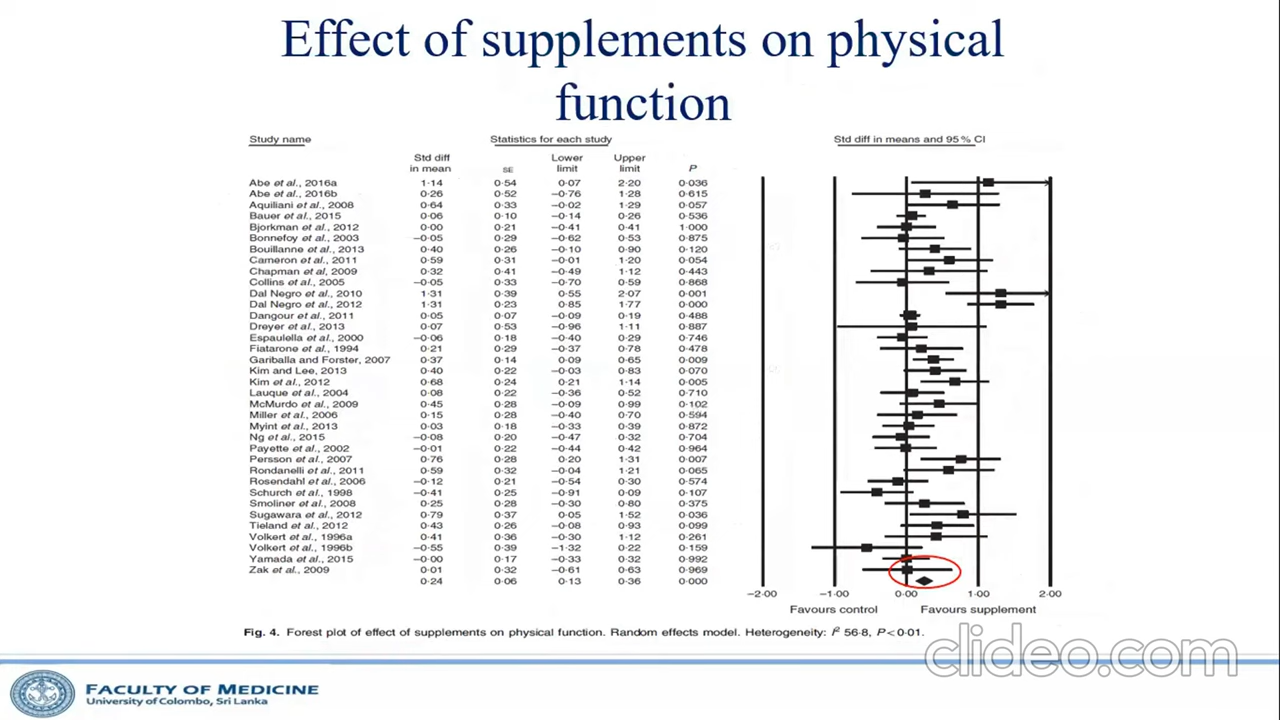 Effect of supplements on physical
function
Study name Statistics for each study Std diff in means and 95 % CI
Std diff Lower Upper
in mean SE limit limit P
Abe et al., 2016a 1·14 0·54 0·07 2·20 0·036
Abe et al., 2016b 0·26 0·52 −0·76 1·28 0·615
Aquiliani et al., 2008 0·64 0·33 −0·02 1·29 0·057
Bauer et al., 2015 0·06 0·10 −0·14 0·26 0·536
Bjorkman et al., 2012 0·00 0·21 −0·41 0·41 1·000
Bonnefoy et al., 2003 −0·05 0·29 −0·62 0·53 0·875
Bouillanne et al., 2013 0·40 0·26 −0·10 0·90 0·120
Cameron et al., 2011 0·59 0·31 −0·01 1·20 0·054
Chapman et al, 2009 0·32 0·41 −0·49 1·12 0·443
Collins et al., 2005 −0·05 0·33 −0·70 0·59 0·868
Dal Negro et al., 2010 1·31 0·39 0·55 2·07 0·001
Dal Negro et al., 2012 1·31 0·23 0·85 1·77 0·000
Dangour et al., 2011 0·05 0·07 −0·09 0·19 0·488
Dreyer et al., 2013 0·07 0·53 −0·96 1·11 0·887
Espaulella et al., 2000 −0·06 0·18 −0·40 0·29 0·746
Fiatarone et al., 1994 0·21 0·29 −0·37 0·78 0·478
Gariballa and Forster, 2007 0·37 0·14 0·09 0·65 0·009
Kim and Lee, 2013 0·40 0·22 −0·03 0·83 0·070
Kim et al., 2012 0·68 0·24 0·21 1·14 0·005
Lauque et al., 2004 0·08 0·22 −0·36 0·52 0·710
McMurdo et al., 2009 0·45 0·28 −0·09 0·99 0·102
Miller et al., 2006 0·15 0·28 −0·40 0·70 0·594
Myint et al., 2013 0·03 0·18 −0·33 0·39 0·872
Ng et al., 2015 −0·08 0·20 −0·47 0·32 0·704
Payette et al., 2002 −0·01 0·22 −0·44 0·42 0·964
Persson et al., 2007 0·76 0·28 0·20 1·31 0·007
Rondanelli et al., 2011 0·59 0·32 −0·04 1·21 0·065
Rosendahl et al., 2006 −0·12 0·21 −0·54 0·30 0·574
Schurch et al., 1998 −0·41 0·25 −0·91 0·09 0·107
Smoliner et al., 2008 0·25 0·28 −0·30 0·80 0·375
Sugawara et al., 2012 0·79 0·37 0·05 1·52 0·036
Tieland et al., 2012 0·43 0·26 −0·08 0·93 0·099
Volkert et al., 1996a 0·41 0·36 −0·30 1·12 0·261
Volkert et al., 1996b −0·55 0·39 −1·32 0·22 0·159
Yamada et al., 2015 −0·00 0·17 −0·33 0·32 0·992
Zak et al., 2009 0·01 0·32 −0·61 0·63 0·969
0·24 0·06 0·13 0·36 0·000
−2·00 −1·00 0·00 1·00 2·00
Favours control Favours supplement
Fig. 4. Forest plot of effect of supplements on physical function. Random effects model. Heterogeneity: I² 56·8, P<0·01.
clideo.com
FACULTY OF MEDICINE
University of Colombo, Sri Lanka